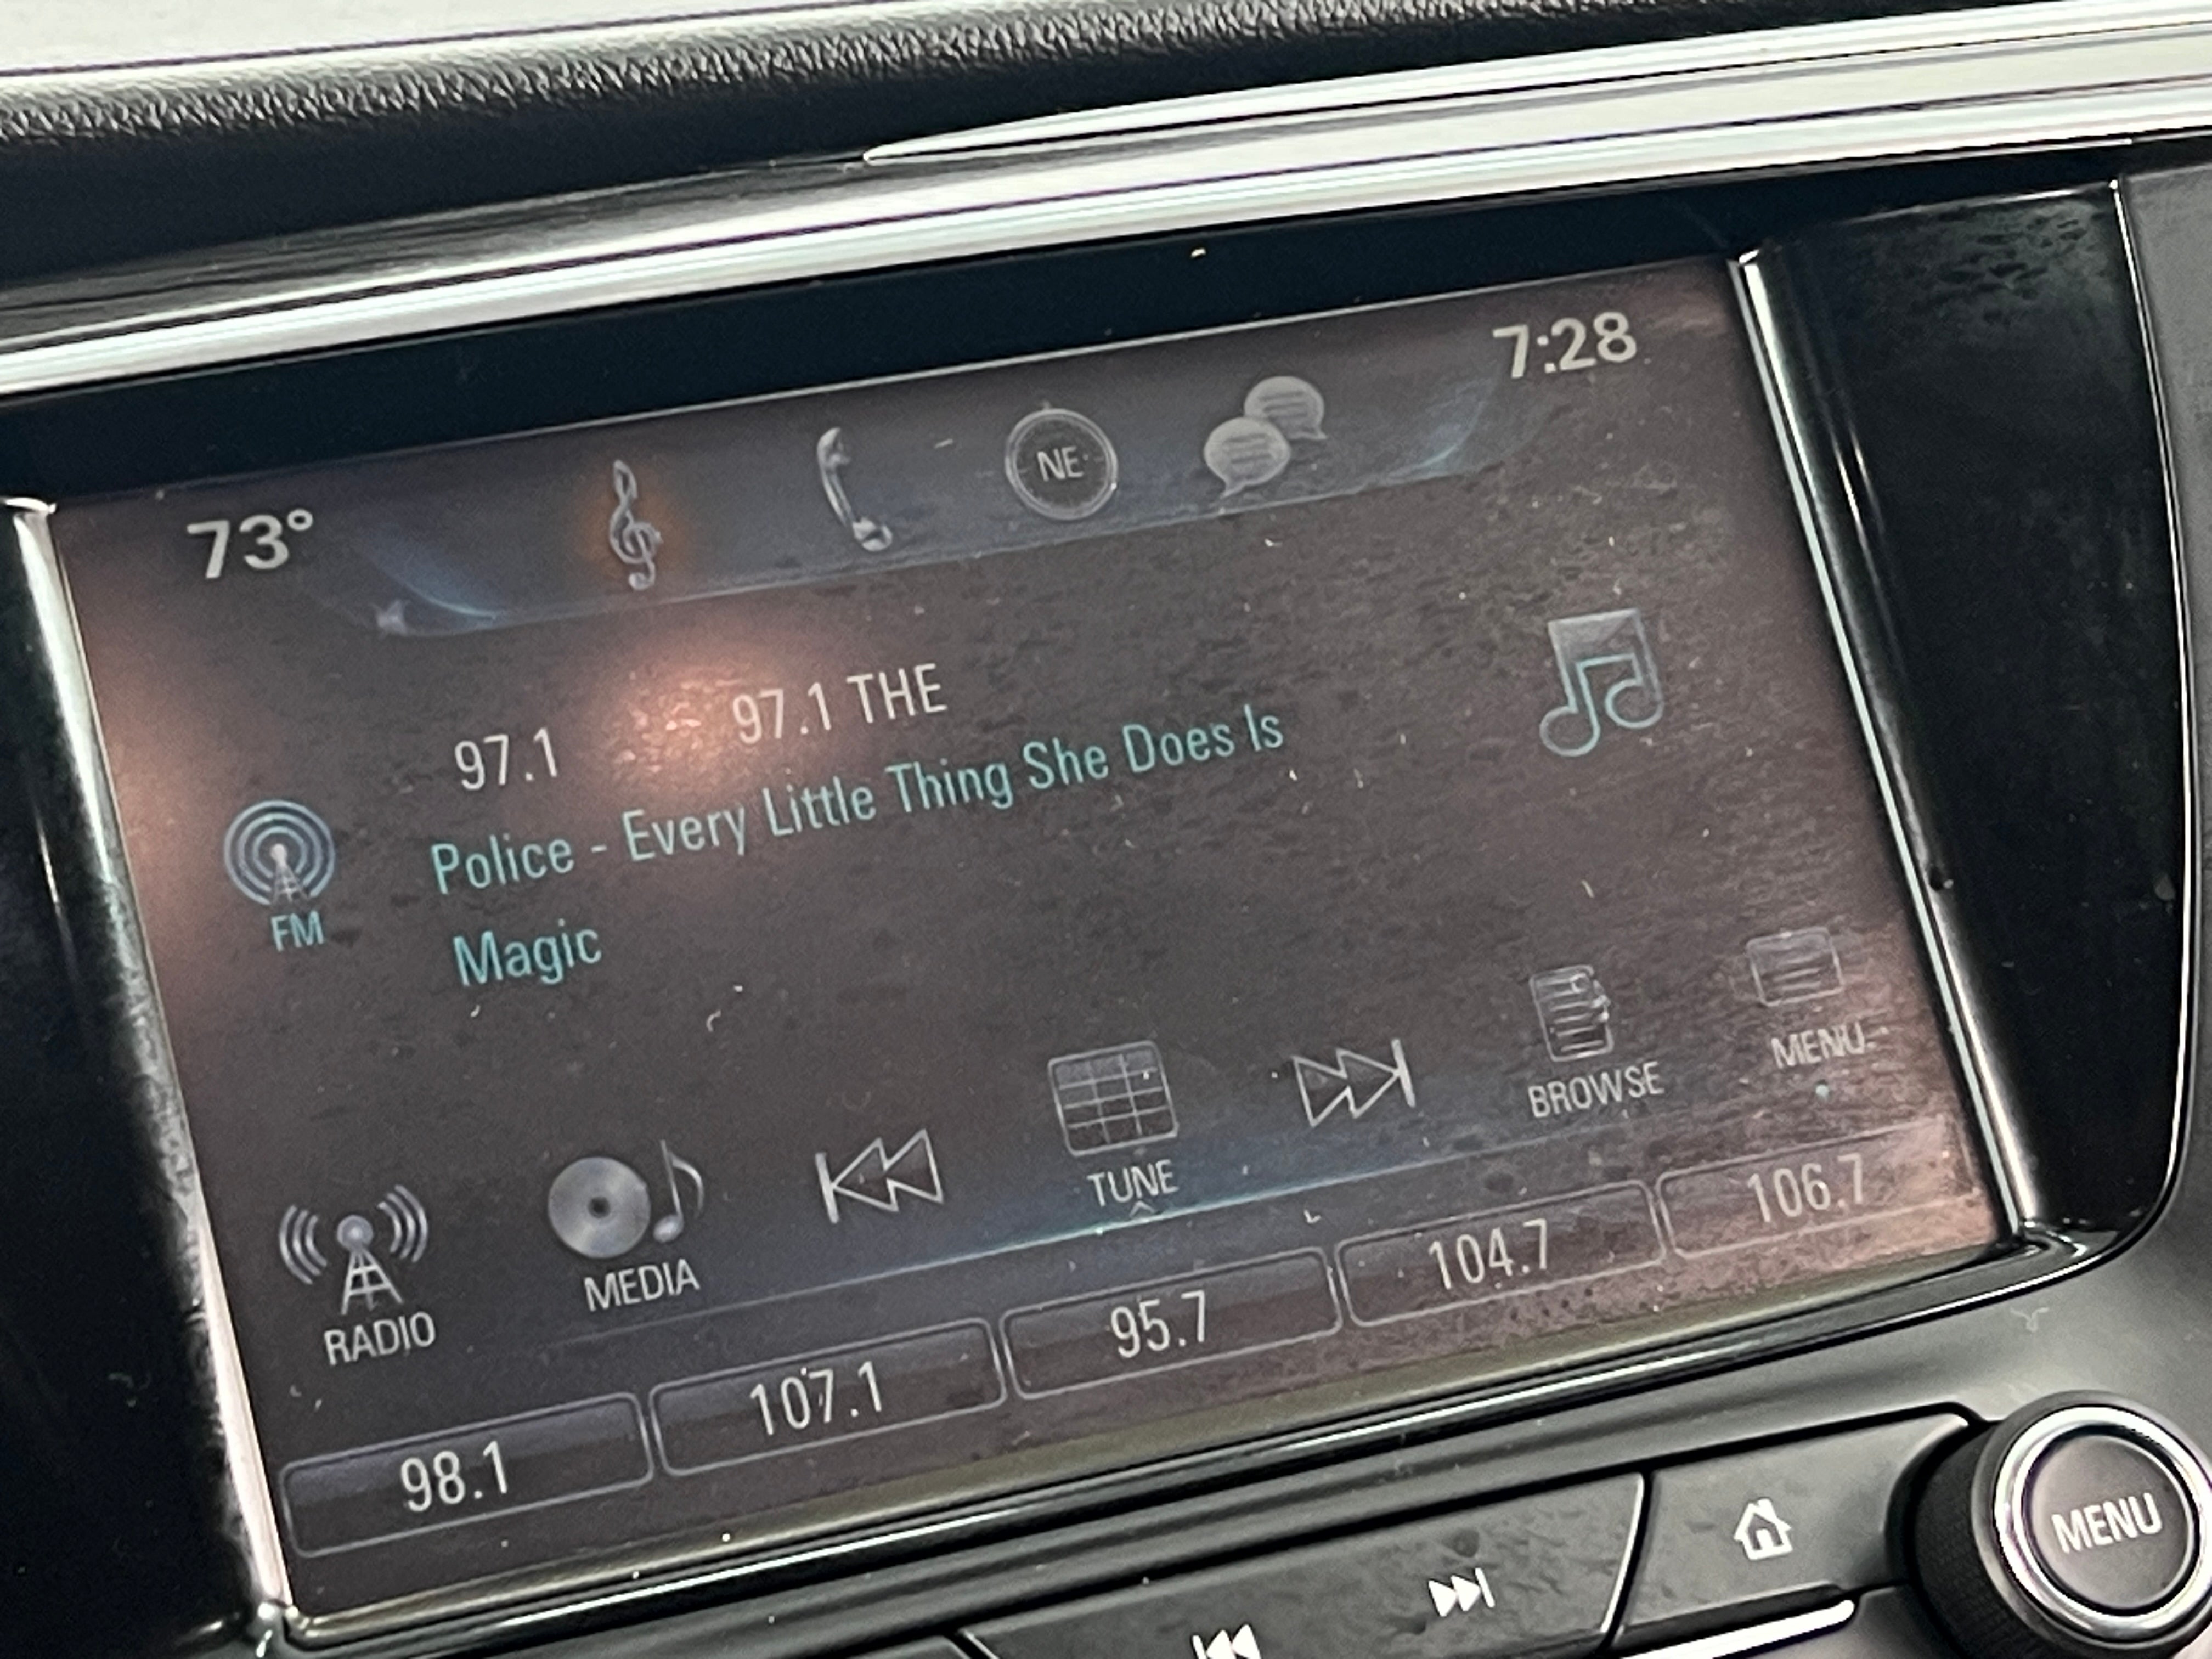 73°
NE
7:28
97.1 97.1 THE
Police - Every Little Thing She Does Is
Magic
FM
RADIO
MEDIA
TUNE
BROWSE
MENU
98.1
107.1
95.7
104.7
106.7
MENU